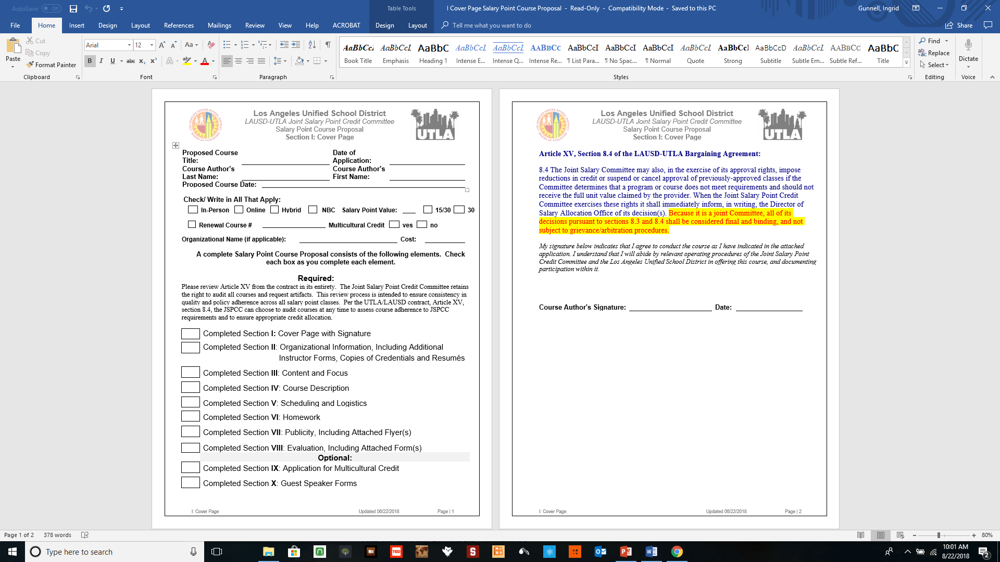 AutoSave Off
Table Tools
I Cover Page Salary Point Course Proposal - Read-Only - Compatibility Mode - Saved to this PC
Gunnell, Ingrid
File Home Insert Design Layout References Mailings Review View Help ACROBAT Design Layout Tell me what you want to do Share
Paste
Cut
Copy
Format Painter
Clipboard
Arial 12
Font
Paragraph
AaBbCcI AaBbCcL AaBbC AaBbCcL AaBbCcL AABBCC AaBbCcI AaBbCcI AaBbCcI AaBbCcL AaBbCcI AaBbCcD AaBbCcL AABBCC AaBbC
Book Title Emphasis Heading 1 Intense E... Intense Q... Intense Re... ¶ List Para... ¶ No Spac... ¶ Normal Quote Strong Subtitle Subtle Em... Subtle Ref... Title
Styles
Find
Replace
Select
Editing
Dictate
Voice
Los Angeles Unified School District
LAUSD-UTLA Joint Salary Point Credit Committee
Salary Point Course Proposal
Section I: Cover Page
UTLA
Proposed Course Title: Date of Application:
Course Author's Last Name: Course Author's First Name:
Proposed Course Date:
Check/ Write in All That Apply:
In-Person Online Hybrid NBC Salary Point Value: 15/30 30
Renewal Course # Multicultural Credit yes no
Organizational Name (if applicable): Cost:
A complete Salary Point Course Proposal consists of the following elements. Check
each box as you complete each element.
Required:
Please review Article XV from the contract in its entirety. The Joint Salary Point Credit Committee retains
the right to audit all courses and request artifacts. This review process is intended to ensure consistency in
quality and policy adherence across all salary point classes. Per the UTLA/LAUSD contract, Article XV,
section 8.4, the JSPCC can choose to audit courses at any time to assess course adherence to JSPCC
requirements and to ensure appropriate credit allocation.
Completed Section I: Cover Page with Signature
Completed Section II: Organizational Information, Including Additional
Instructor Forms, Copies of Credentials and Resumés
Completed Section III: Content and Focus
Completed Section IV: Course Description
Completed Section V: Scheduling and Logistics
Completed Section VI: Homework
Completed Section VII: Publicity, Including Attached Flyer(s)
Completed Section VIII: Evaluation, Including Attached Form(s)
Optional:
Completed Section IX: Application for Multicultural Credit
Completed Section X: Guest Speaker Forms
I: Cover Page Updated 06/22/2018 Page | 1
Los Angeles Unified School District
LAUSD-UTLA Joint Salary Point Credit Committee
Salary Point Course Proposal
Section I: Cover Page
UTLA
Article XV, Section 8.4 of the LAUSD-UTLA Bargaining Agreement:
8.4 The Joint Salary Committee may also, in the exercise of its approval rights, impose
reductions in credit or suspend or cancel approval of previously-approved classes if the
Committee determines that a program or course does not meet requirements and should not
receive the full unit value claimed by the provider. When the Joint Salary Point Credit
Committee exercises these rights it shall immediately inform, in writing, the Director of
Salary Allocation Office of its decision(s). Because it is a joint Committee, all of its
decisions pursuant to sections 8.3 and 8.4 shall be considered final and binding, and not
subject to grievance/arbitration procedures.
My signature below indicates that I agree to conduct the course as I have indicated in the attached
application. I understand that I will abide by relevant operating procedures of the Joint Salary Point
Credit Committee and the Los Angeles Unified School District in offering this course, and documenting
participation within it.
Course Author's Signature: Date:
I: Cover Page Updated 06/22/2018 Page | 2
Page 1 of 2 378 words 80%
Type here to search
TED
10:01 AM
8/22/2018
2